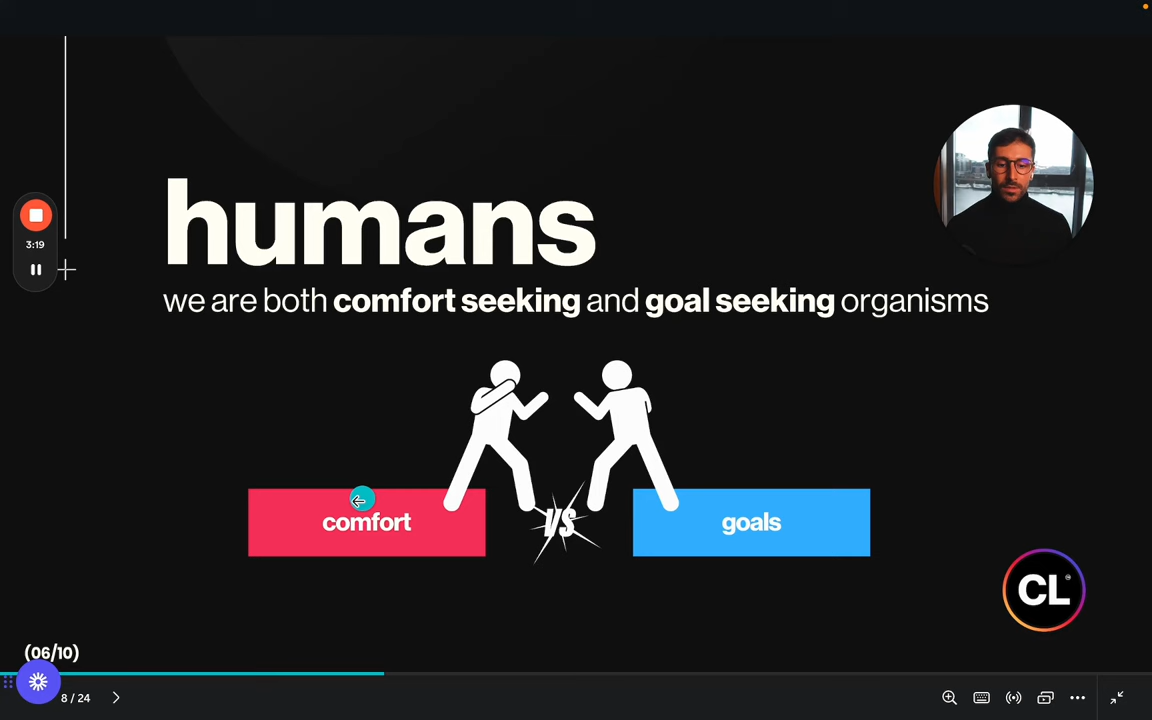 humans
we are both comfort seeking and goal seeking organisms
3:19
comfort
VS
goals
CL
(06/10)
8 / 24